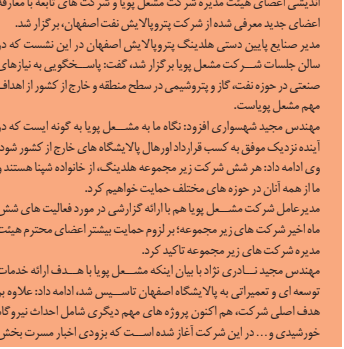 اندیشی اعضای هیئت مدیره شرکت مشعل پویا و شرکت های تابعه با معارفه
اعضای جدید معرفی شده از شرکت پتروپالایش نفت اصفهان، برگزار شد.
مدیر صنایع پایین دستی هلدینگ پتروپالایش اصفهان در این نشست که در
سالن جلسات شرکت مشعل پویا برگزار شد، گفت: پاسخگویی به نیازهای
صنعتی در حوزه نفت، گاز و پتروشیمی در سطح منطقه و خارج از کشور از اهداف
مهم مشعل پویاست.
مهندس مجید شهسواری افزود: نگاه ما به مشعل پویا به گونه ایست که در
آینده نزدیک موفق به کسب قرارداد اورهال پالایشگاه های خارج از کشور شود.
وی ادامه داد: هر شش شرکت زیر مجموعه هلدینگ، از خانواده شپنا هستند و
ما از همه آنان در حوزه های مختلف حمایت خواهیم کرد.
مدیرعامل شرکت مشعل پویا هم با ارائه گزارشی در مورد فعالیت های شش
ماه اخیر شرکت های زیر مجموعه؛ بر لزوم حمایت بیشتر اعضای محترم هیئت
مدیره شرکت های زیر مجموعه تاکید کرد.
مهندس مجید نادری نژاد با بیان اینکه مشعل پویا با هدف ارائه خدمات
توسعه ای و تعمیراتی به پالایشگاه اصفهان تاسیس شد، ادامه داد: علاوه بر
هدف اصلی شرکت، هم اکنون پروژه های مهم دیگری شامل احداث نیروگاه
خورشیدی و... در این شرکت آغاز شده است که بزودی اخبار مسرت بخش